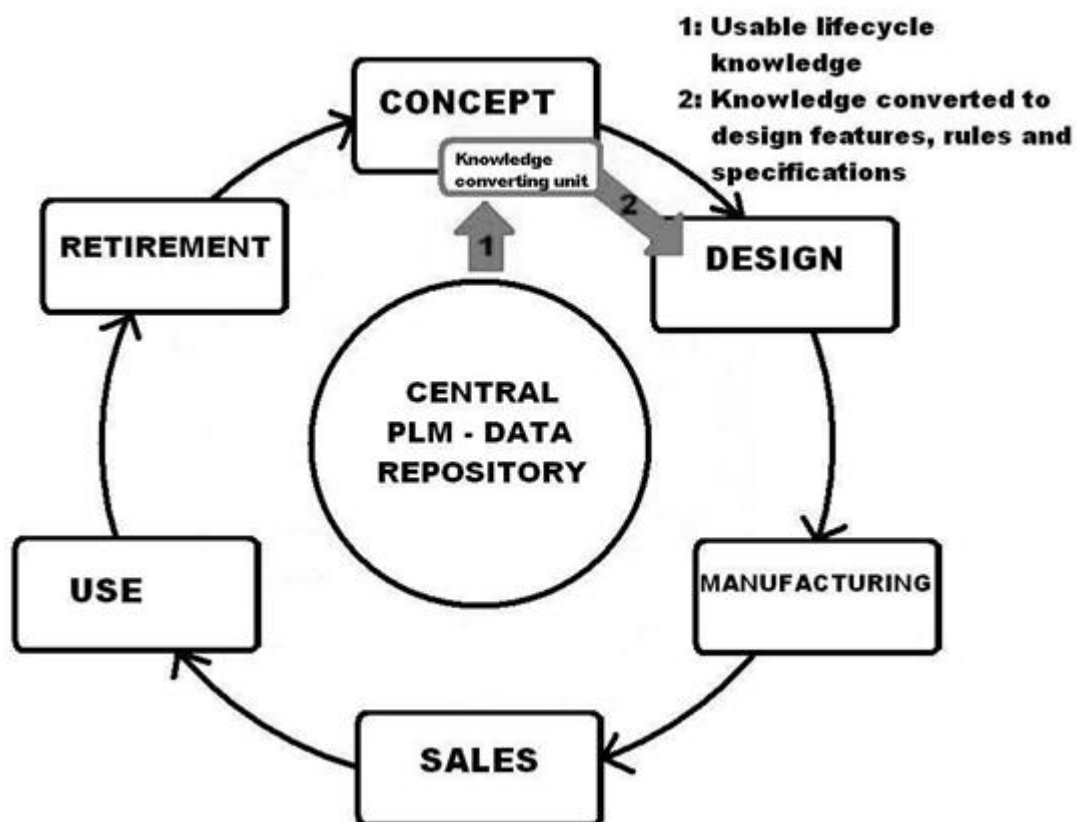 1: Usable lifecycle
knowledge
2: Knowledge converted to
design features, rules and
specifications
CONCEPT
Knowledge
converting unit
2
1
RETIREMENT
DESIGN
CENTRAL
PLM - DATA
REPOSITORY
USE
MANUFACTURING
SALES